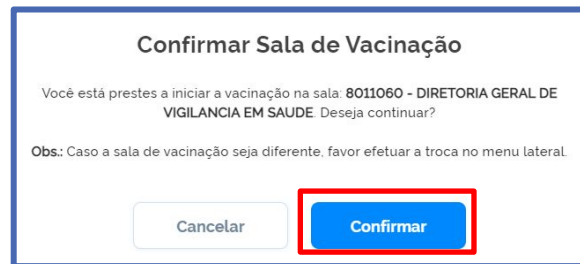 Confirmar Sala de Vacinação
Você está prestes a iniciar a vacinação na sala: 8011060 - DIRETORIA GERAL DE
VIGILANCIA EM SAUDE. Deseja continuar?
Obs.: Caso a sala de vacinação seja diferente, favor efetuar a troca no menu lateral.
Cancelar
Confirmar